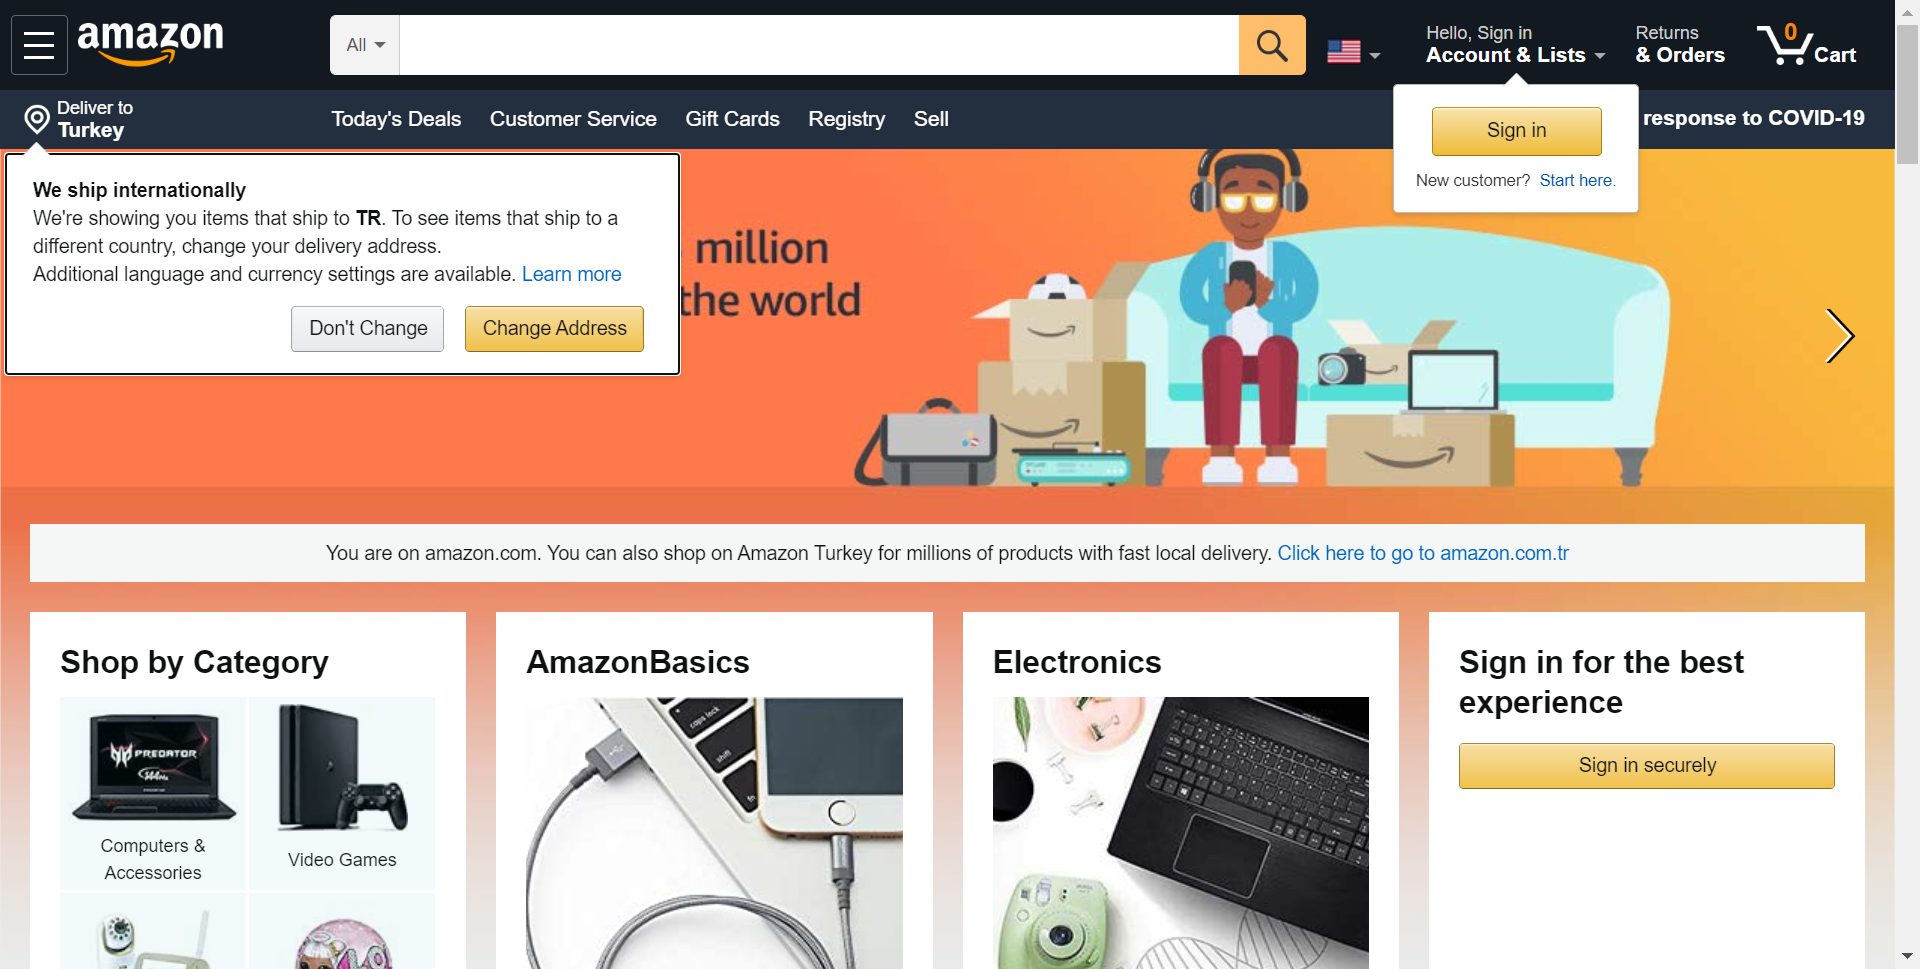 amazon
All
Hello, Sign in
Account & Lists
Returns
& Orders
0
Cart
Deliver to
Turkey
Today's Deals
Customer Service
Gift Cards
Registry
Sell
response to COVID-19
Sign in
New customer? Start here.
We ship internationally
We're showing you items that ship to TR. To see items that ship to a
different country, change your delivery address.
Additional language and currency settings are available. Learn more
Don't Change
Change Address
million
the world
You are on amazon.com. You can also shop on Amazon Turkey for millions of products with fast local delivery. Click here to go to amazon.com.tr
Shop by Category
PREDATOR
144Hz
Computers &
Accessories
Video Games
AmazonBasics
caps lock
shift
fn
Electronics
Sign in for the best
experience
Sign in securely